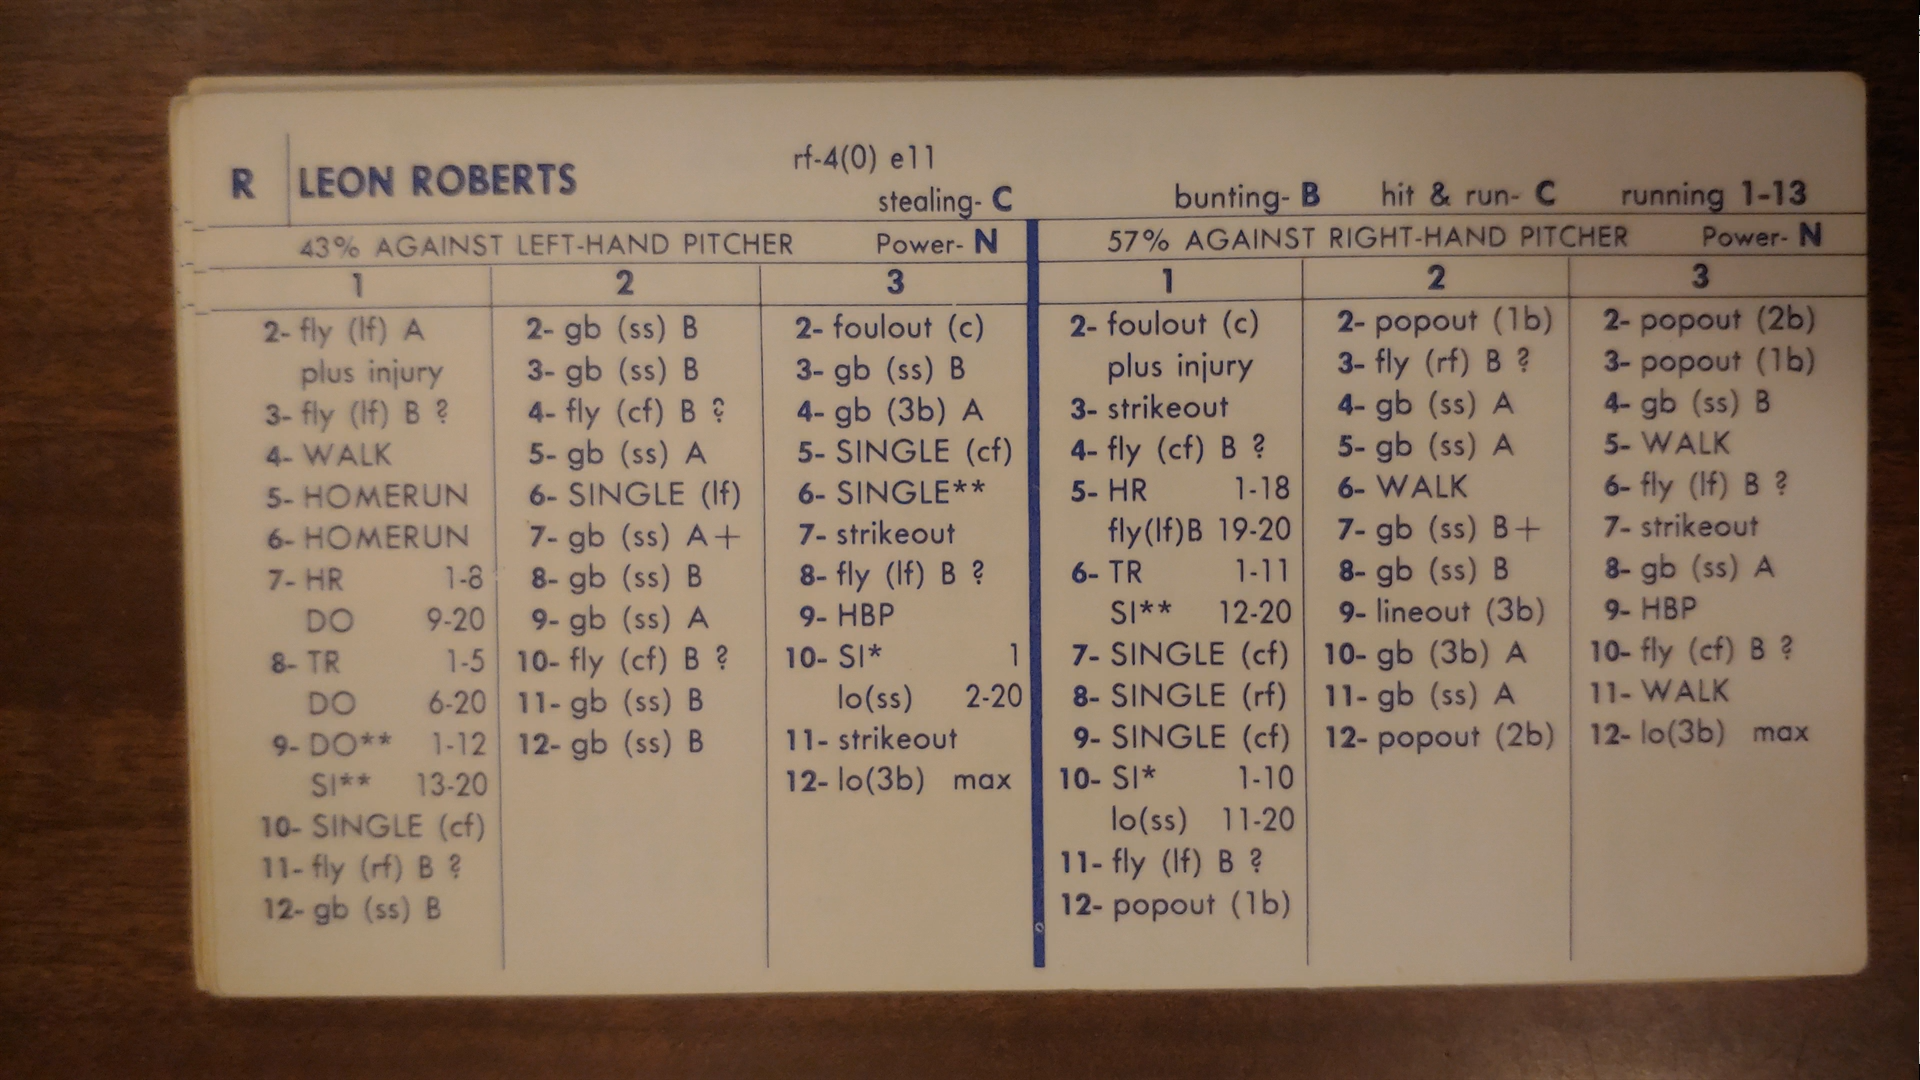 R LEON ROBERTS
rf-4(0) e11
stealing- C bunting- B hit & run- C running 1-13
43% AGAINST LEFT-HAND PITCHER Power- N
1 2 3
2- fly (lf) A
plus injury
3- fly (lf) B ?
4- WALK
5- HOMERUN
6- HOMERUN
7- HR 1-8
DO 9-20
8- TR 1-5
DO 6-20
9- DO** 1-12
SI** 13-20
10- SINGLE (cf)
11- fly (rf) B ?
12- gb (ss) B
2- gb (ss) B
3- gb (ss) B
4- fly (cf) B ?
5- gb (ss) A
6- SINGLE (lf)
7- gb (ss) A+
8- gb (ss) B
9- gb (ss) A
10- fly (cf) B ?
11- gb (ss) B
12- gb (ss) B
2- foulout (c)
3- gb (ss) B
4- gb (3b) A
5- SINGLE (cf)
6- SINGLE**
7- strikeout
8- fly (lf) B ?
9- HBP
10- SI* 1
lo(ss) 2-20
11- strikeout
12- lo(3b) max
57% AGAINST RIGHT-HAND PITCHER Power- N
1 2 3
2- foulout (c)
plus injury
3- strikeout
4- fly (cf) B ?
5- HR 1-18
fly(lf)B 19-20
6- TR 1-11
SI** 12-20
7- SINGLE (cf)
8- SINGLE (rf)
9- SINGLE (cf)
10- SI* 1-10
lo(ss) 11-20
11- fly (lf) B ?
12- popout (1b)
2- popout (1b)
3- fly (rf) B ?
4- gb (ss) A
5- gb (ss) A
6- WALK
7- gb (ss) B+
8- gb (ss) B
9- lineout (3b)
10- gb (3b) A
11- gb (ss) A
12- popout (2b)
2- popout (2b)
3- popout (1b)
4- gb (ss) B
5- WALK
6- fly (lf) B ?
7- strikeout
8- gb (ss) A
9- HBP
10- fly (cf) B ?
11- WALK
12- lo(3b) max